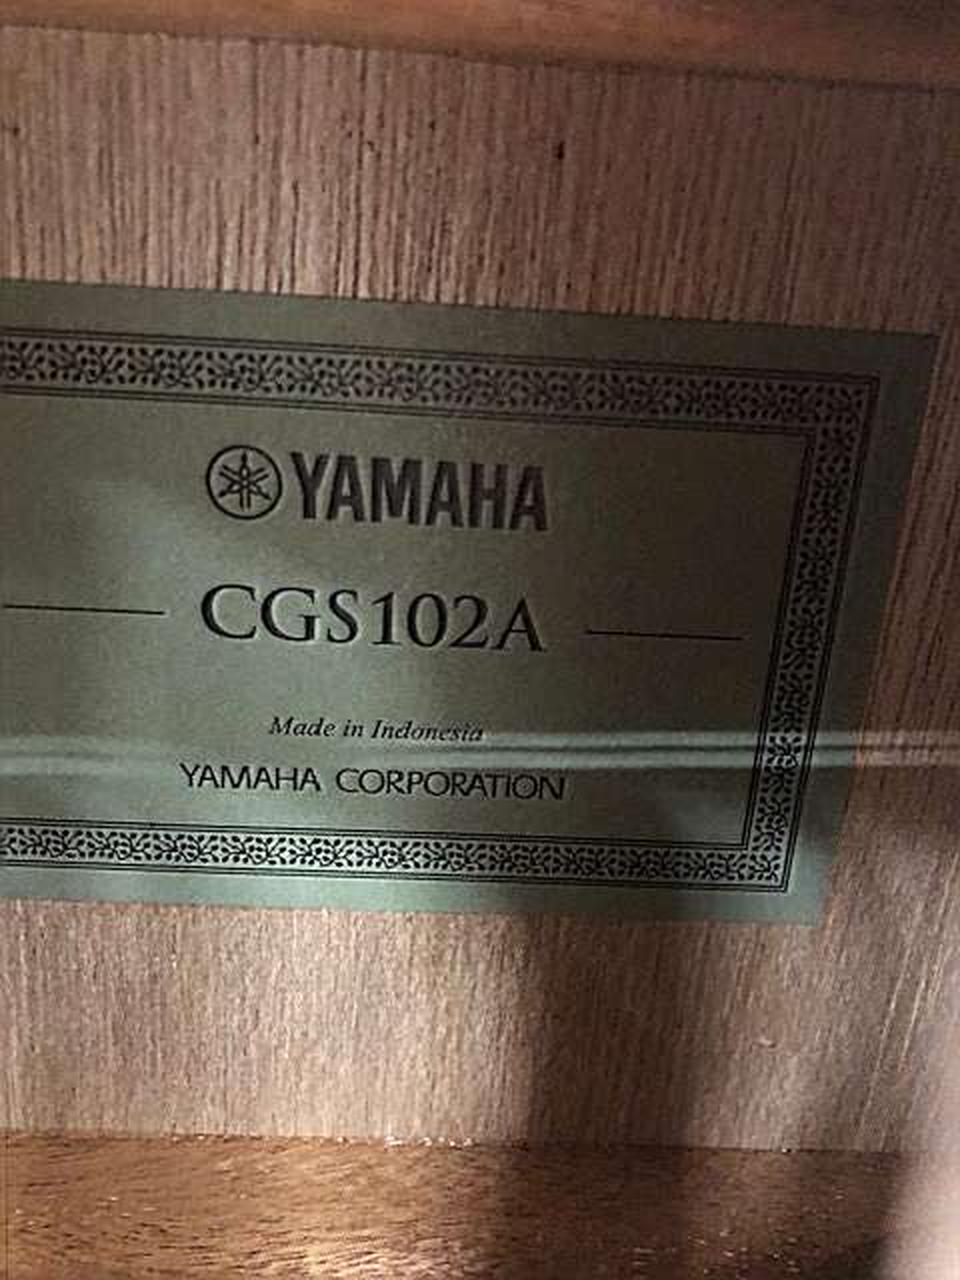 YAMAHA
CGS102A
Made in Indonesia
YAMAHA CORPORATION